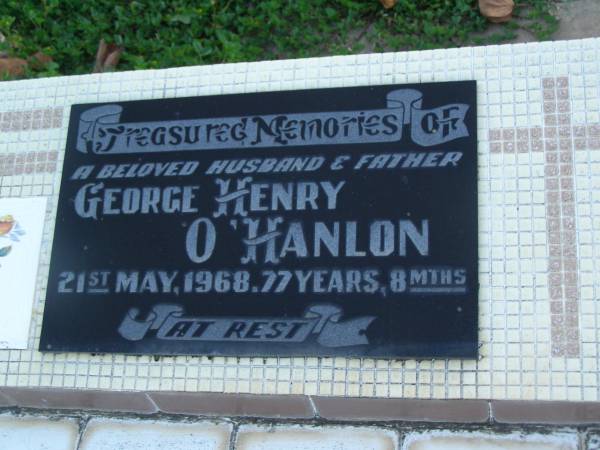 Treasured Memories Of
A BELOVED HUSBAND & FATHER
GEORGE HENRY
O'HANLON
21ST MAY, 1968. 77 YEARS, 8 MTHS
AT REST